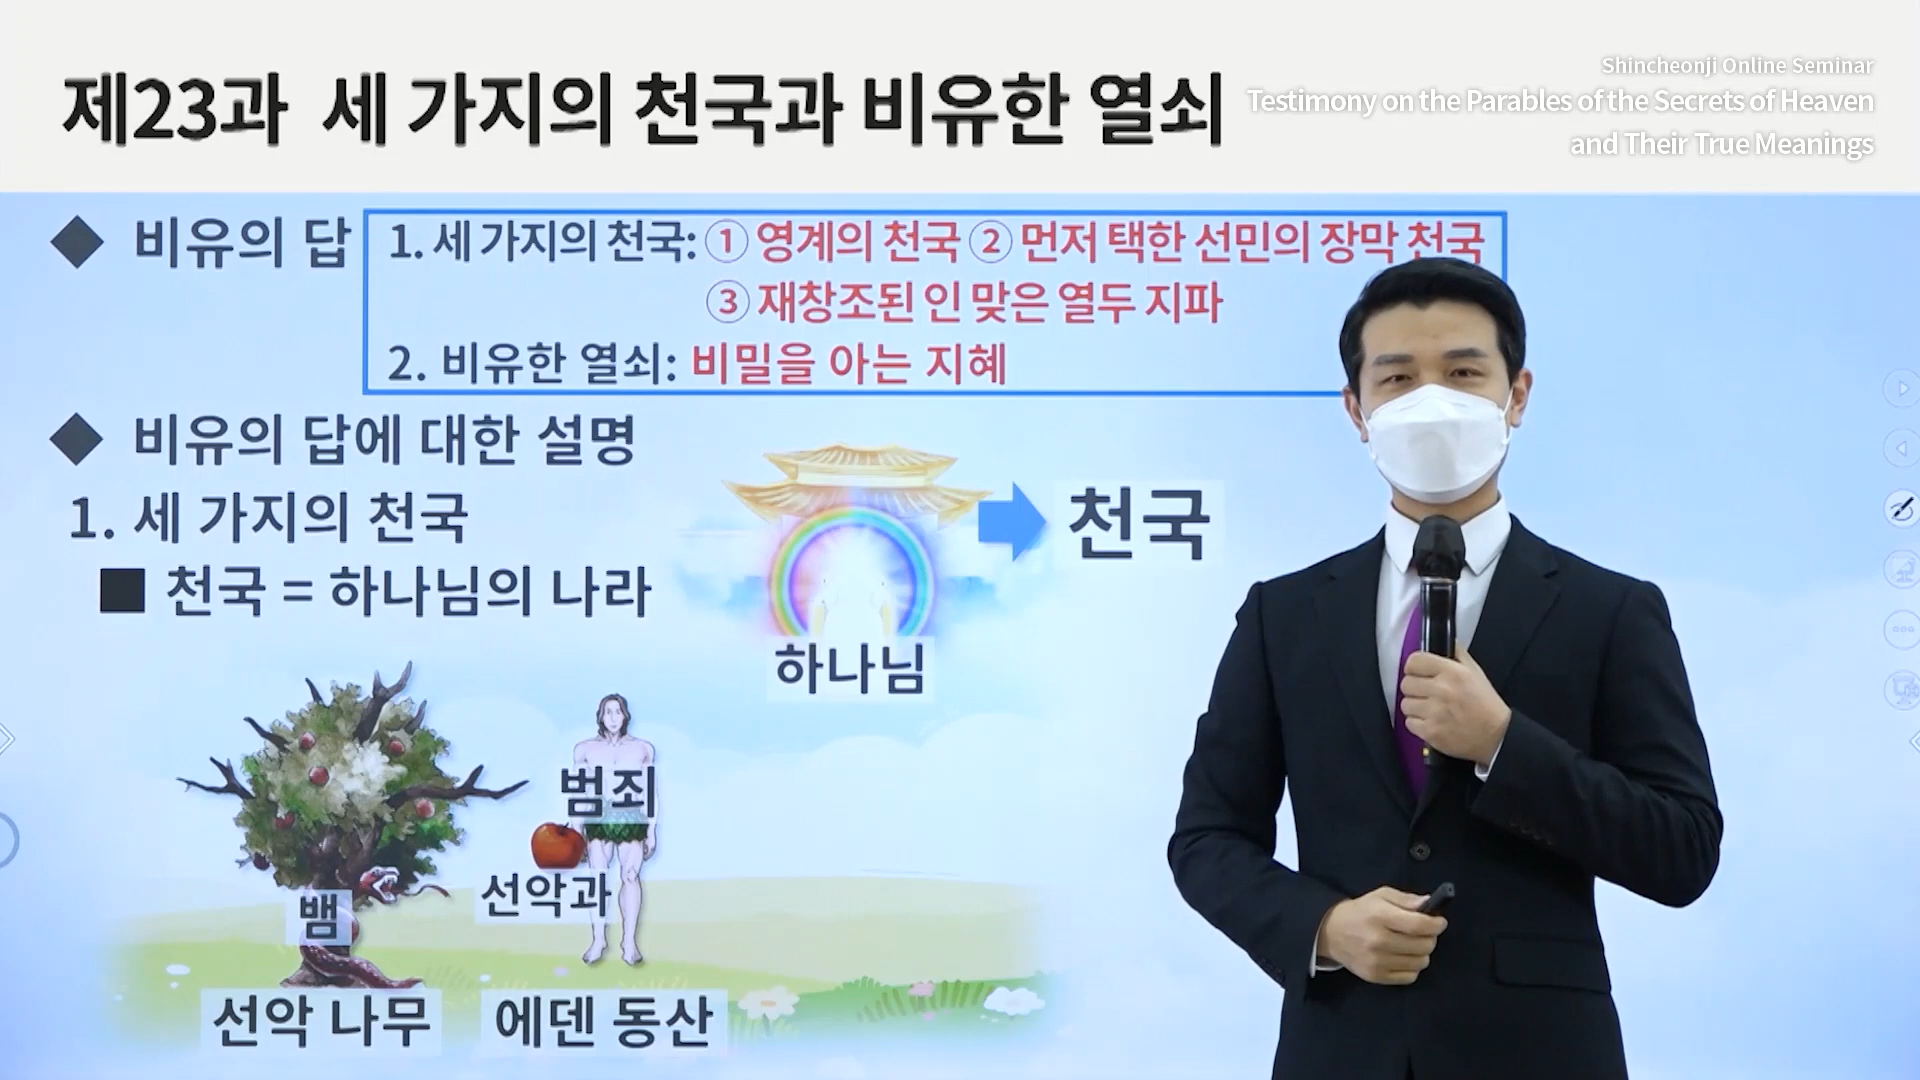 제23과 세 가지의 천국과 비유한 열쇠
Shincheonji Online Seminar
Testimony on the Parables of the Secrets of Heaven
and Their True Meanings
◆ 비유의 답
1. 세 가지의 천국: ① 영계의 천국 ② 먼저 택한 선민의 장막 천국
③ 재창조된 인 맞은 열두 지파
2. 비유한 열쇠: 비밀을 아는 지혜
◆ 비유의 답에 대한 설명
1. 세 가지의 천국
■ 천국 = 하나님의 나라
천국
하나님
범죄
선악과
뱀
선악 나무
에덴 동산